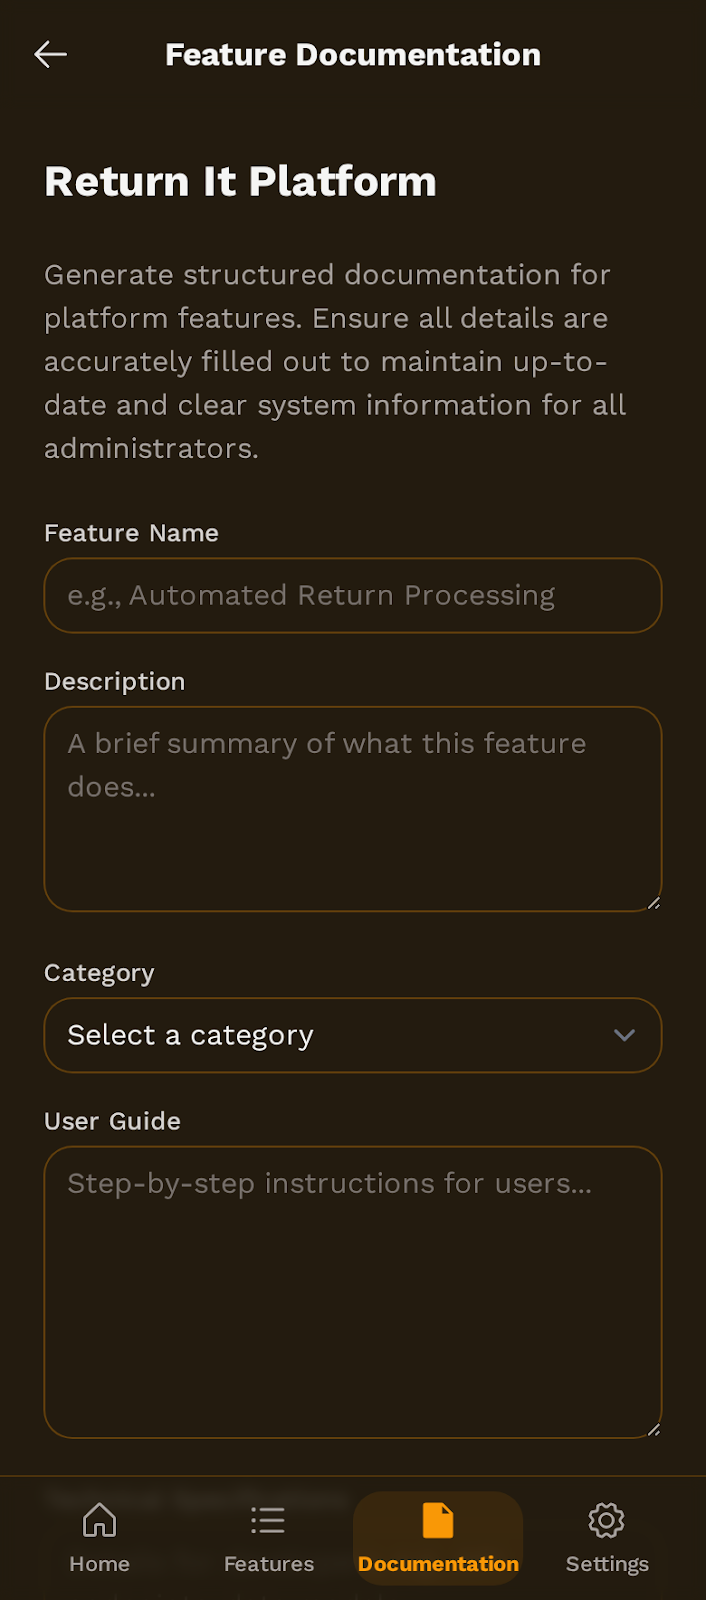 Feature Documentation
Return It Platform
Generate structured documentation for
platform features. Ensure all details are
accurately filled out to maintain up-to-
date and clear system information for all
administrators.
Feature Name
e.g., Automated Return Processing
Description
A brief summary of what this feature
does...
Category
Select a category
User Guide
Step-by-step instructions for users...
Home
Features
Documentation
Settings